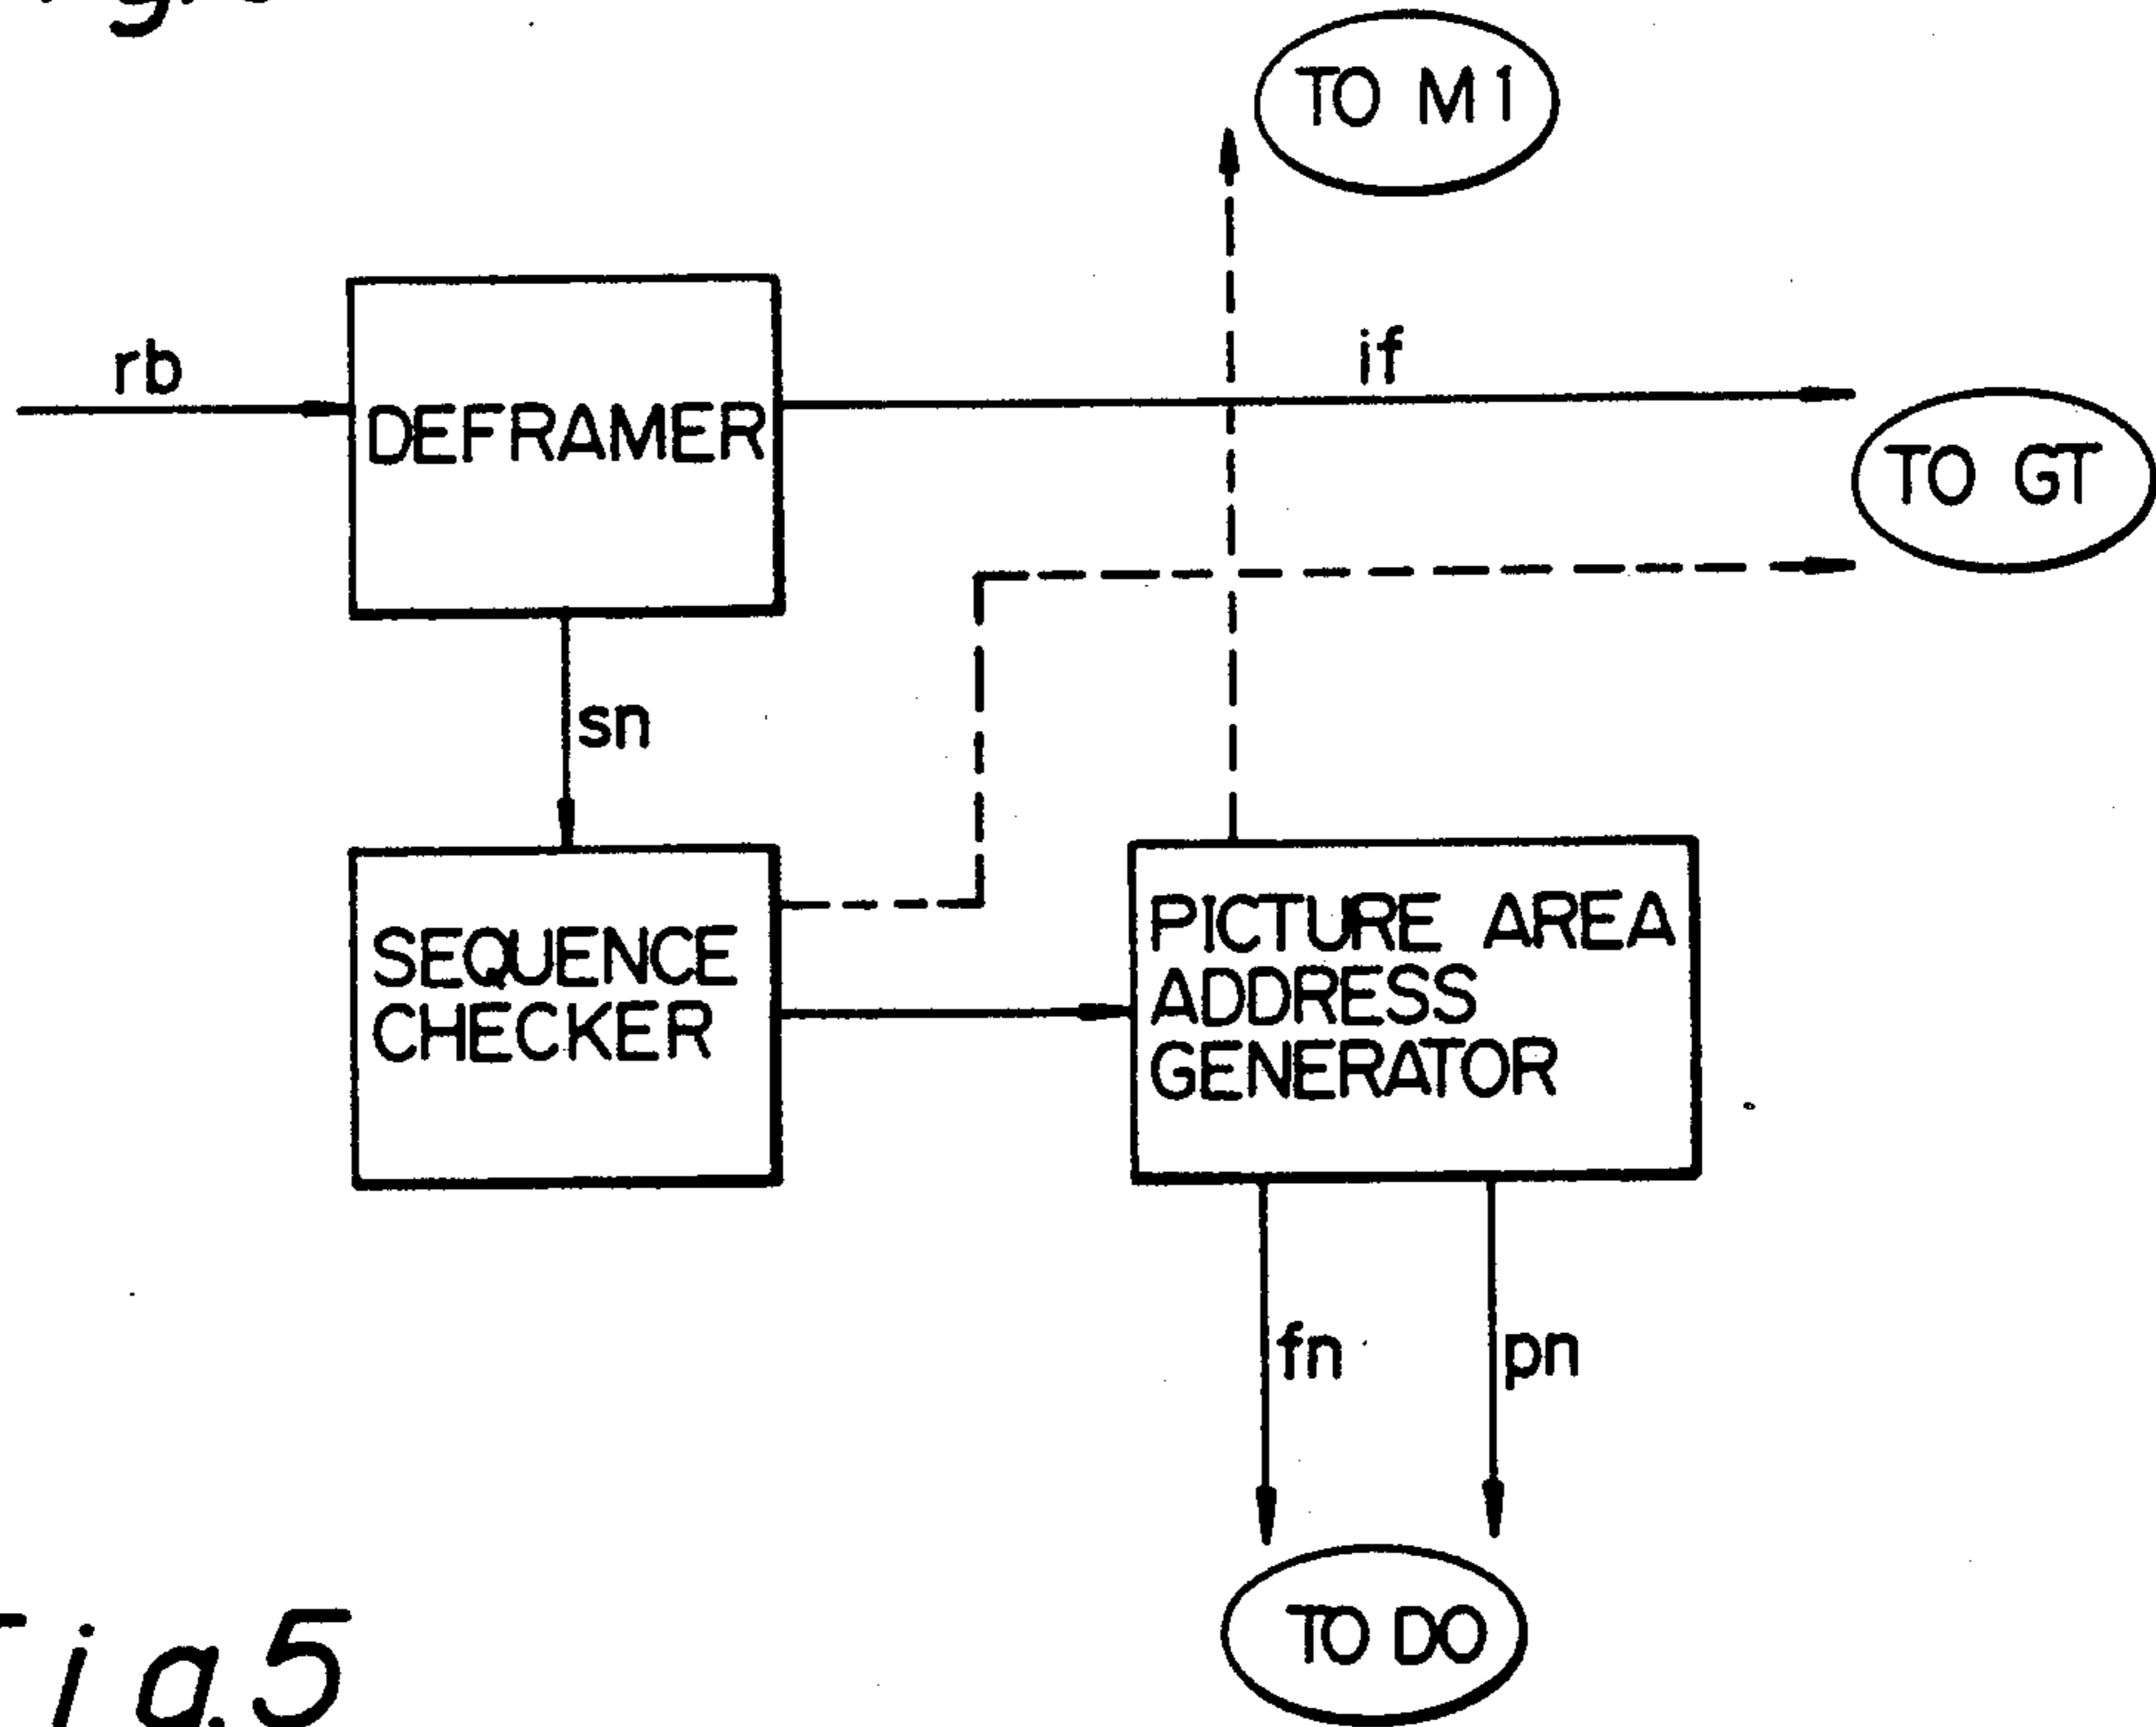 TO M1
rb
if
DEFRAMER
TO GT
sn
SEQUENCE
CHECKER
PICTURE AREA
ADDRESS
GENERATOR
fn
pn
TO DO
Fig.5